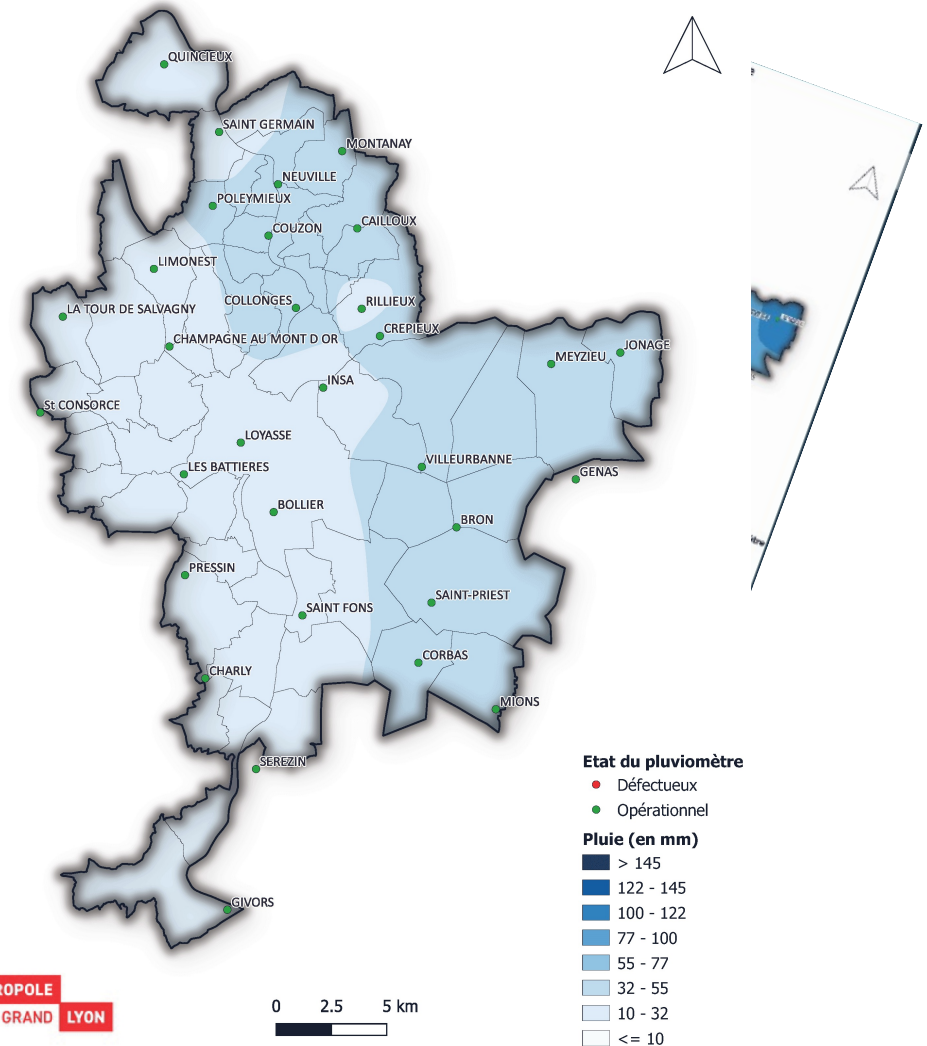 QUINCIEUX
SAINT GERMAIN
MONTANAY
NEUVILLE
POLEYMIEUX
CAILLOUX
COUZON
LIMONEST
COLLONGES
RILLIEUX
LA TOUR DE SALVAGNY
CREPIEUX
CHAMPAGNE AU MONT D OR
JONAGE
MEYZIEU
INSA
St CONSORCE
LOYASSE
VILLEURBANNE
LES BATTIERES
GENAS
BOLLIER
BRON
PRESSIN
SAINT-PRIEST
SAINT FONS
CORBAS
CHARLY
MIONS
SEREZIN
GIVORS
Etat du pluviomètre
Défectueux
Opérationnel
Pluie (en mm)
> 145
122 - 145
100 - 122
77 - 100
55 - 77
32 - 55
10 - 32
<= 10
0 2.5 5 km
ROPOLE
GRAND LYON